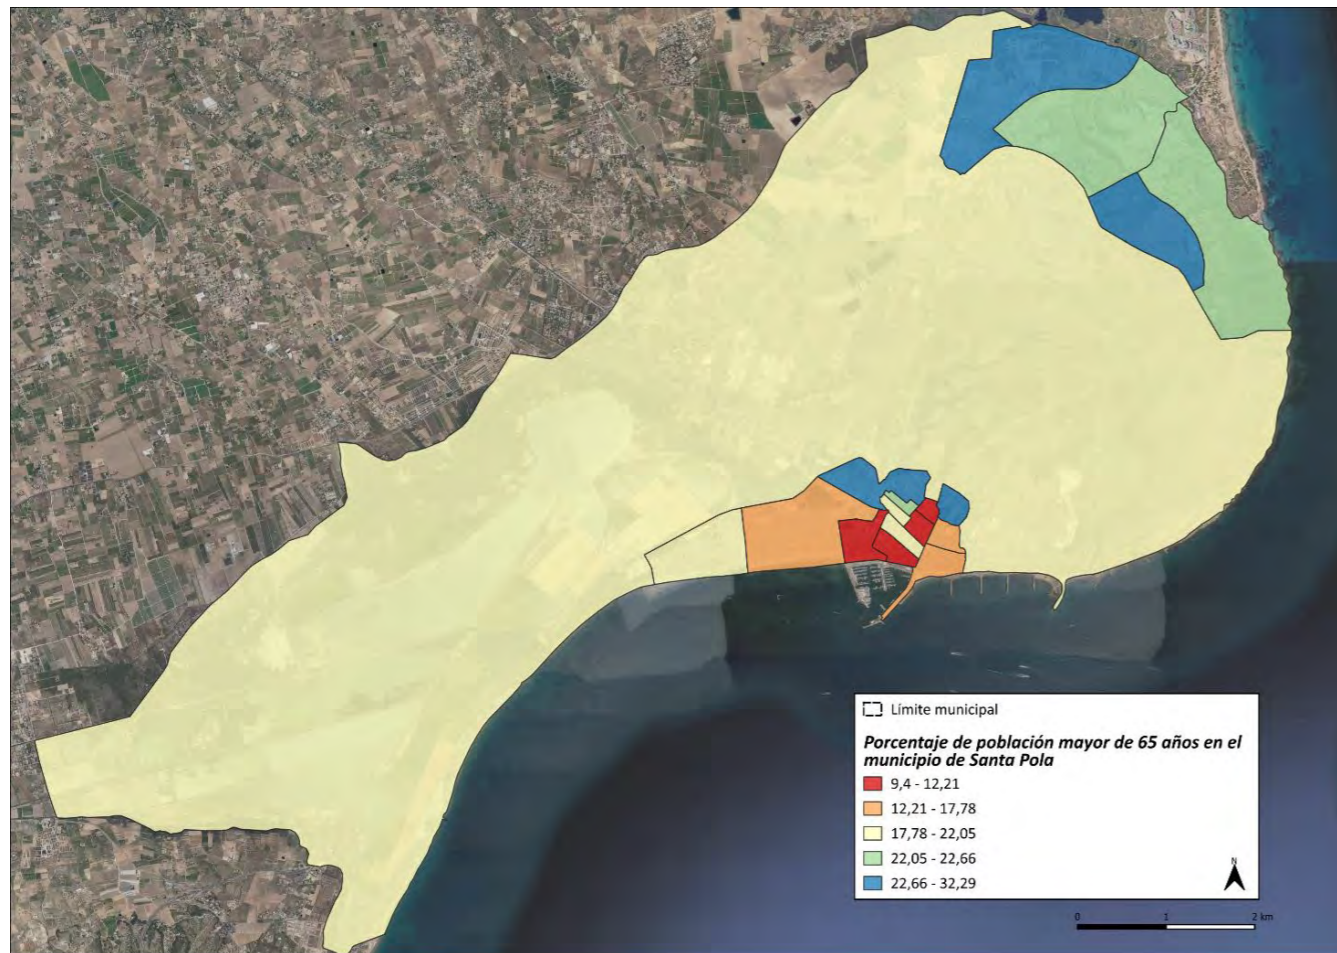 Límite municipal
Porcentaje de población mayor de 65 años en el
municipio de Santa Pola
9,4 - 12,21
12,21 - 17,78
17,78 - 22,05
22,05 - 22,66
22,66 - 32,29
N
0 1 2 km